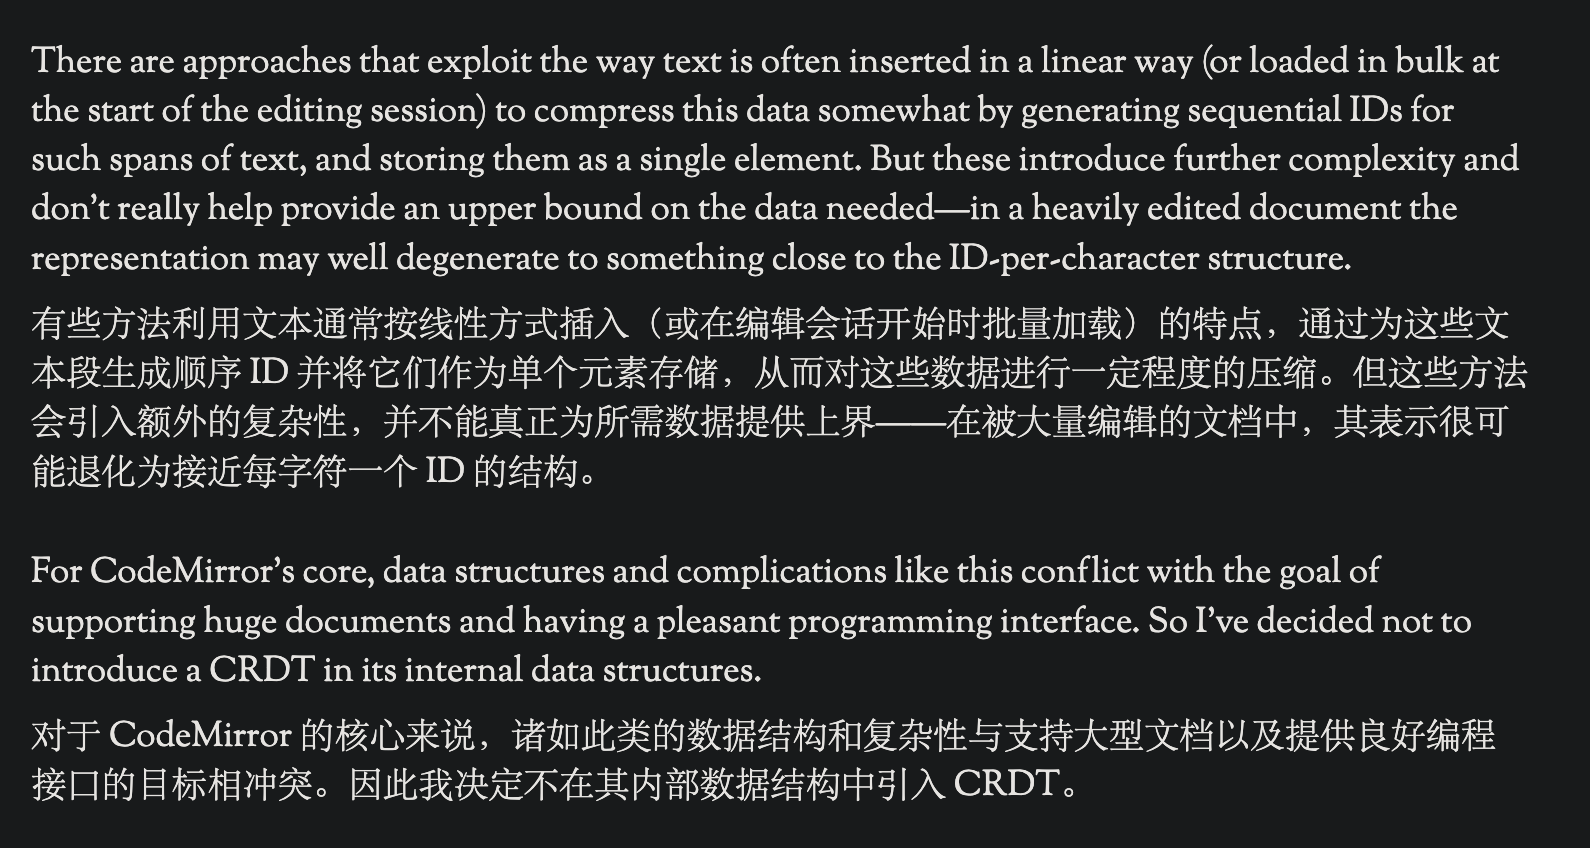 There are approaches that exploit the way text is often inserted in a linear way (or loaded in bulk at
the start of the editing session) to compress this data somewhat by generating sequential IDs for
such spans of text, and storing them as a single element. But these introduce further complexity and
don’t really help provide an upper bound on the data needed—in a heavily edited document the
representation may well degenerate to something close to the ID-per-character structure.
有些方法利用文本通常按线性方式插入（或在编辑会话开始时批量加载）的特点，通过为这些文
本段生成顺序 ID 并将它们作为单个元素存储，从而对这些数据进行一定程度的压缩。但这些方法
会引入额外的复杂性，并不能真正为所需数据提供上界——在被大量编辑的文档中，其表示很可
能退化为接近每字符一个 ID 的结构。
For CodeMirror’s core, data structures and complications like this conflict with the goal of
supporting huge documents and having a pleasant programming interface. So I’ve decided not to
introduce a CRDT in its internal data structures.
对于 CodeMirror 的核心来说，诸如此类的数据结构和复杂性与支持大型文档以及提供良好编程
接口的目标相冲突。因此我决定不在其内部数据结构中引入 CRDT。